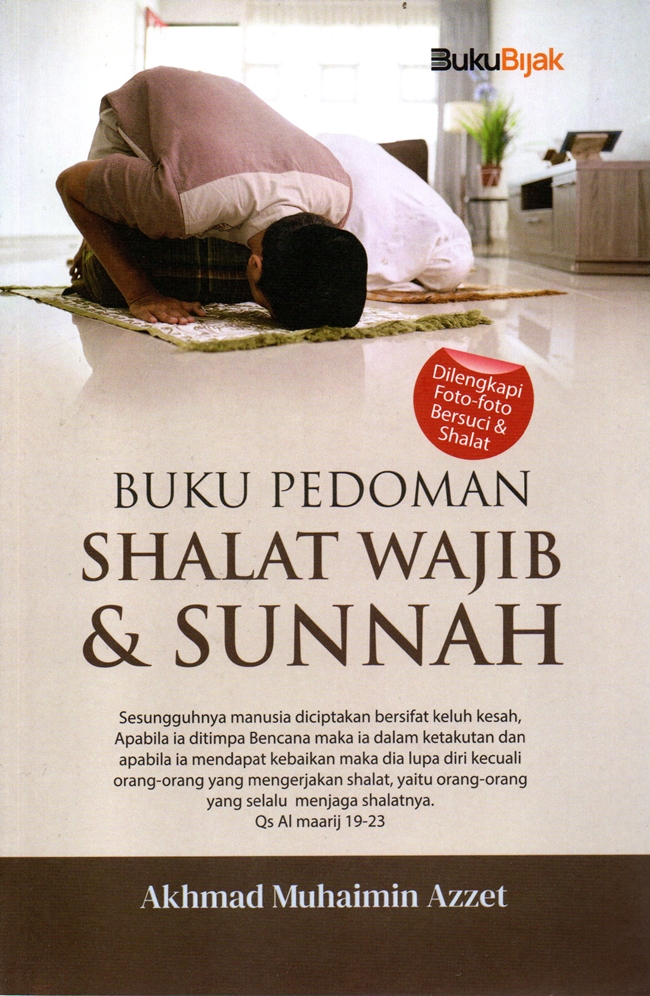 BukuBijak
Dilengkapi
Foto-foto
Bersuci &
Shalat
BUKU PEDOMAN
SHALAT WAJIB
& SUNNAH
Sesungguhnya manusia diciptakan bersifat keluh kesah,
Apabila ia ditimpa Bencana maka ia dalam ketakutan dan
apabila ia mendapat kebaikan maka dia lupa diri kecuali
orang-orang yang mengerjakan shalat, yaitu orang-orang
yang selalu menjaga shalatnya.
Qs Al maarij 19-23
Akhmad Muhaimin Azzet